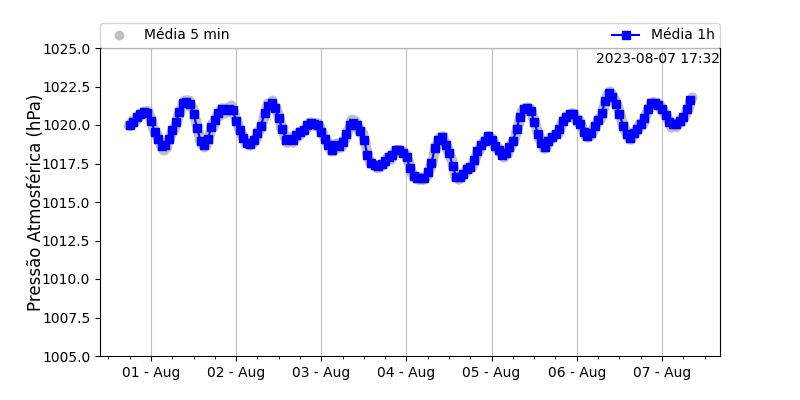 Média 5 min
Média 1h
2023-08-07 17:32
Pressão Atmosférica (hPa)
1025.0
1022.5
1020.0
1017.5
1015.0
1012.5
1010.0
1007.5
1005.0
01 - Aug
02 - Aug
03 - Aug
04 - Aug
05 - Aug
06 - Aug
07 - Aug